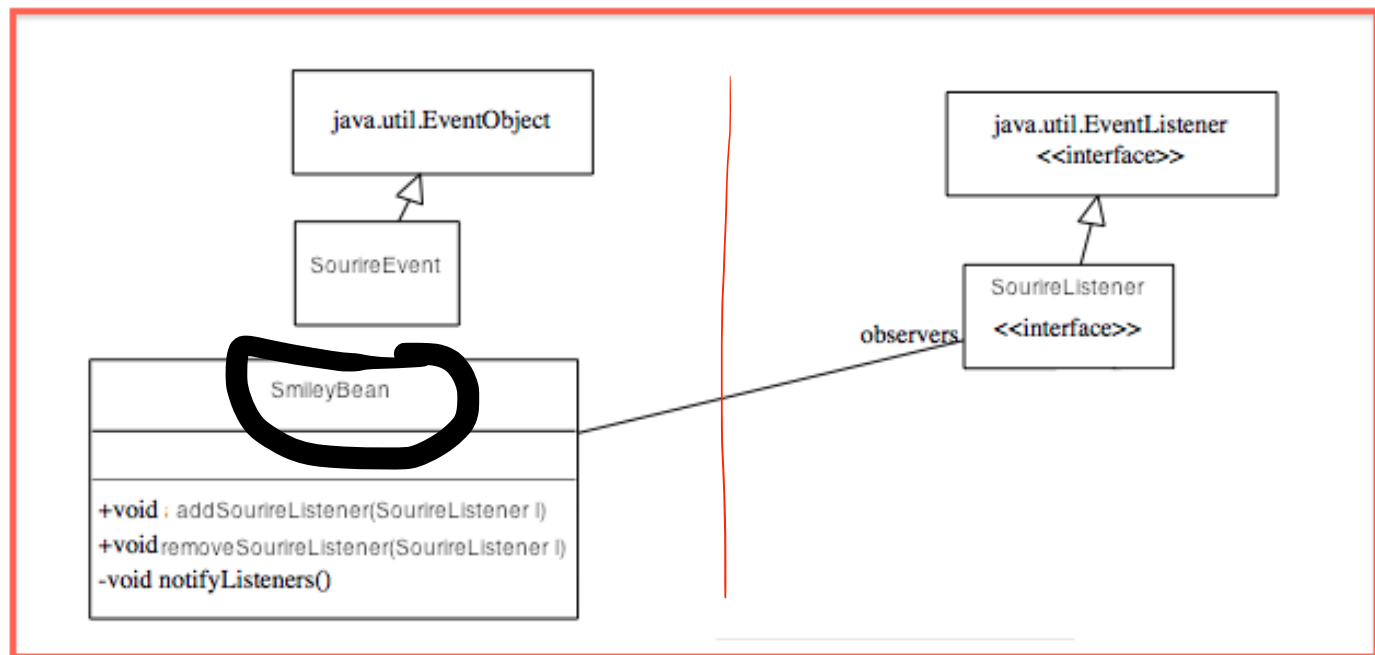 java.util.EventObject
java.util.EventListener
<<interface>>
SourireEvent
SourireListener
<<interface>>
observers
SmileyBean
+void : addSourireListener(SourireListener l)
+void removeSourireListener(SourireListener l)
-void notifyListeners()